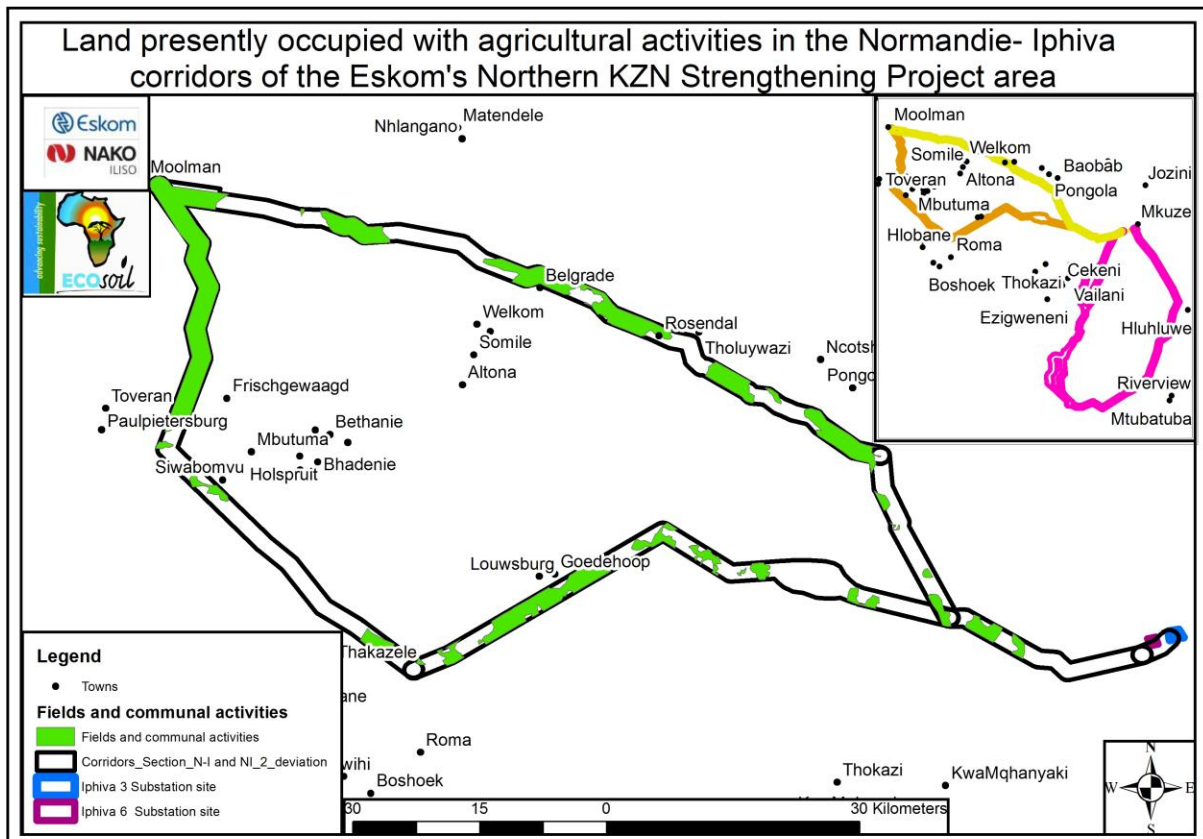 Land presently occupied with agricultural activities in the Normandie- Iphiva
corridors of the Eskom's Northern KZN Strengthening Project area
Eskom
NAKO
ILISO
advancing sustainability
ECOsoil
Moolman
Nhlangano
Matendele
Belgrade
Welkom
Somile
Altona
Rosendal
Tholuywazi
Ncotsh
Pongo
Toveran
Paulpietersburg
Frischgewaagd
Mbutuma
Bethanie
Siwabomvu
Holspruit
Bhadenie
Louwsburg
Goedehoop
Thakazele
ane
Roma
wihi
Boshoek
Thokazi
KwaMqhanyaki
Moolman
Somile
Welkom
Baobâb
Jozini
Toveran
Altona
Pongola
Mbutuma
Mkuze
Hlobane
Roma
Boshoek
Thokazi
Cekeni
Vailani
Ezigweneni
Hluhluwe
Riverview
Mtubatuba
Legend
Towns
Fields and communal activities
Fields and communal activities
Corridors_Section_N-I and NI_2_deviation
Iphiva 3 Substation site
Iphiva 6 Substation site
30 15 0 30 Kilometers
N
W E
S